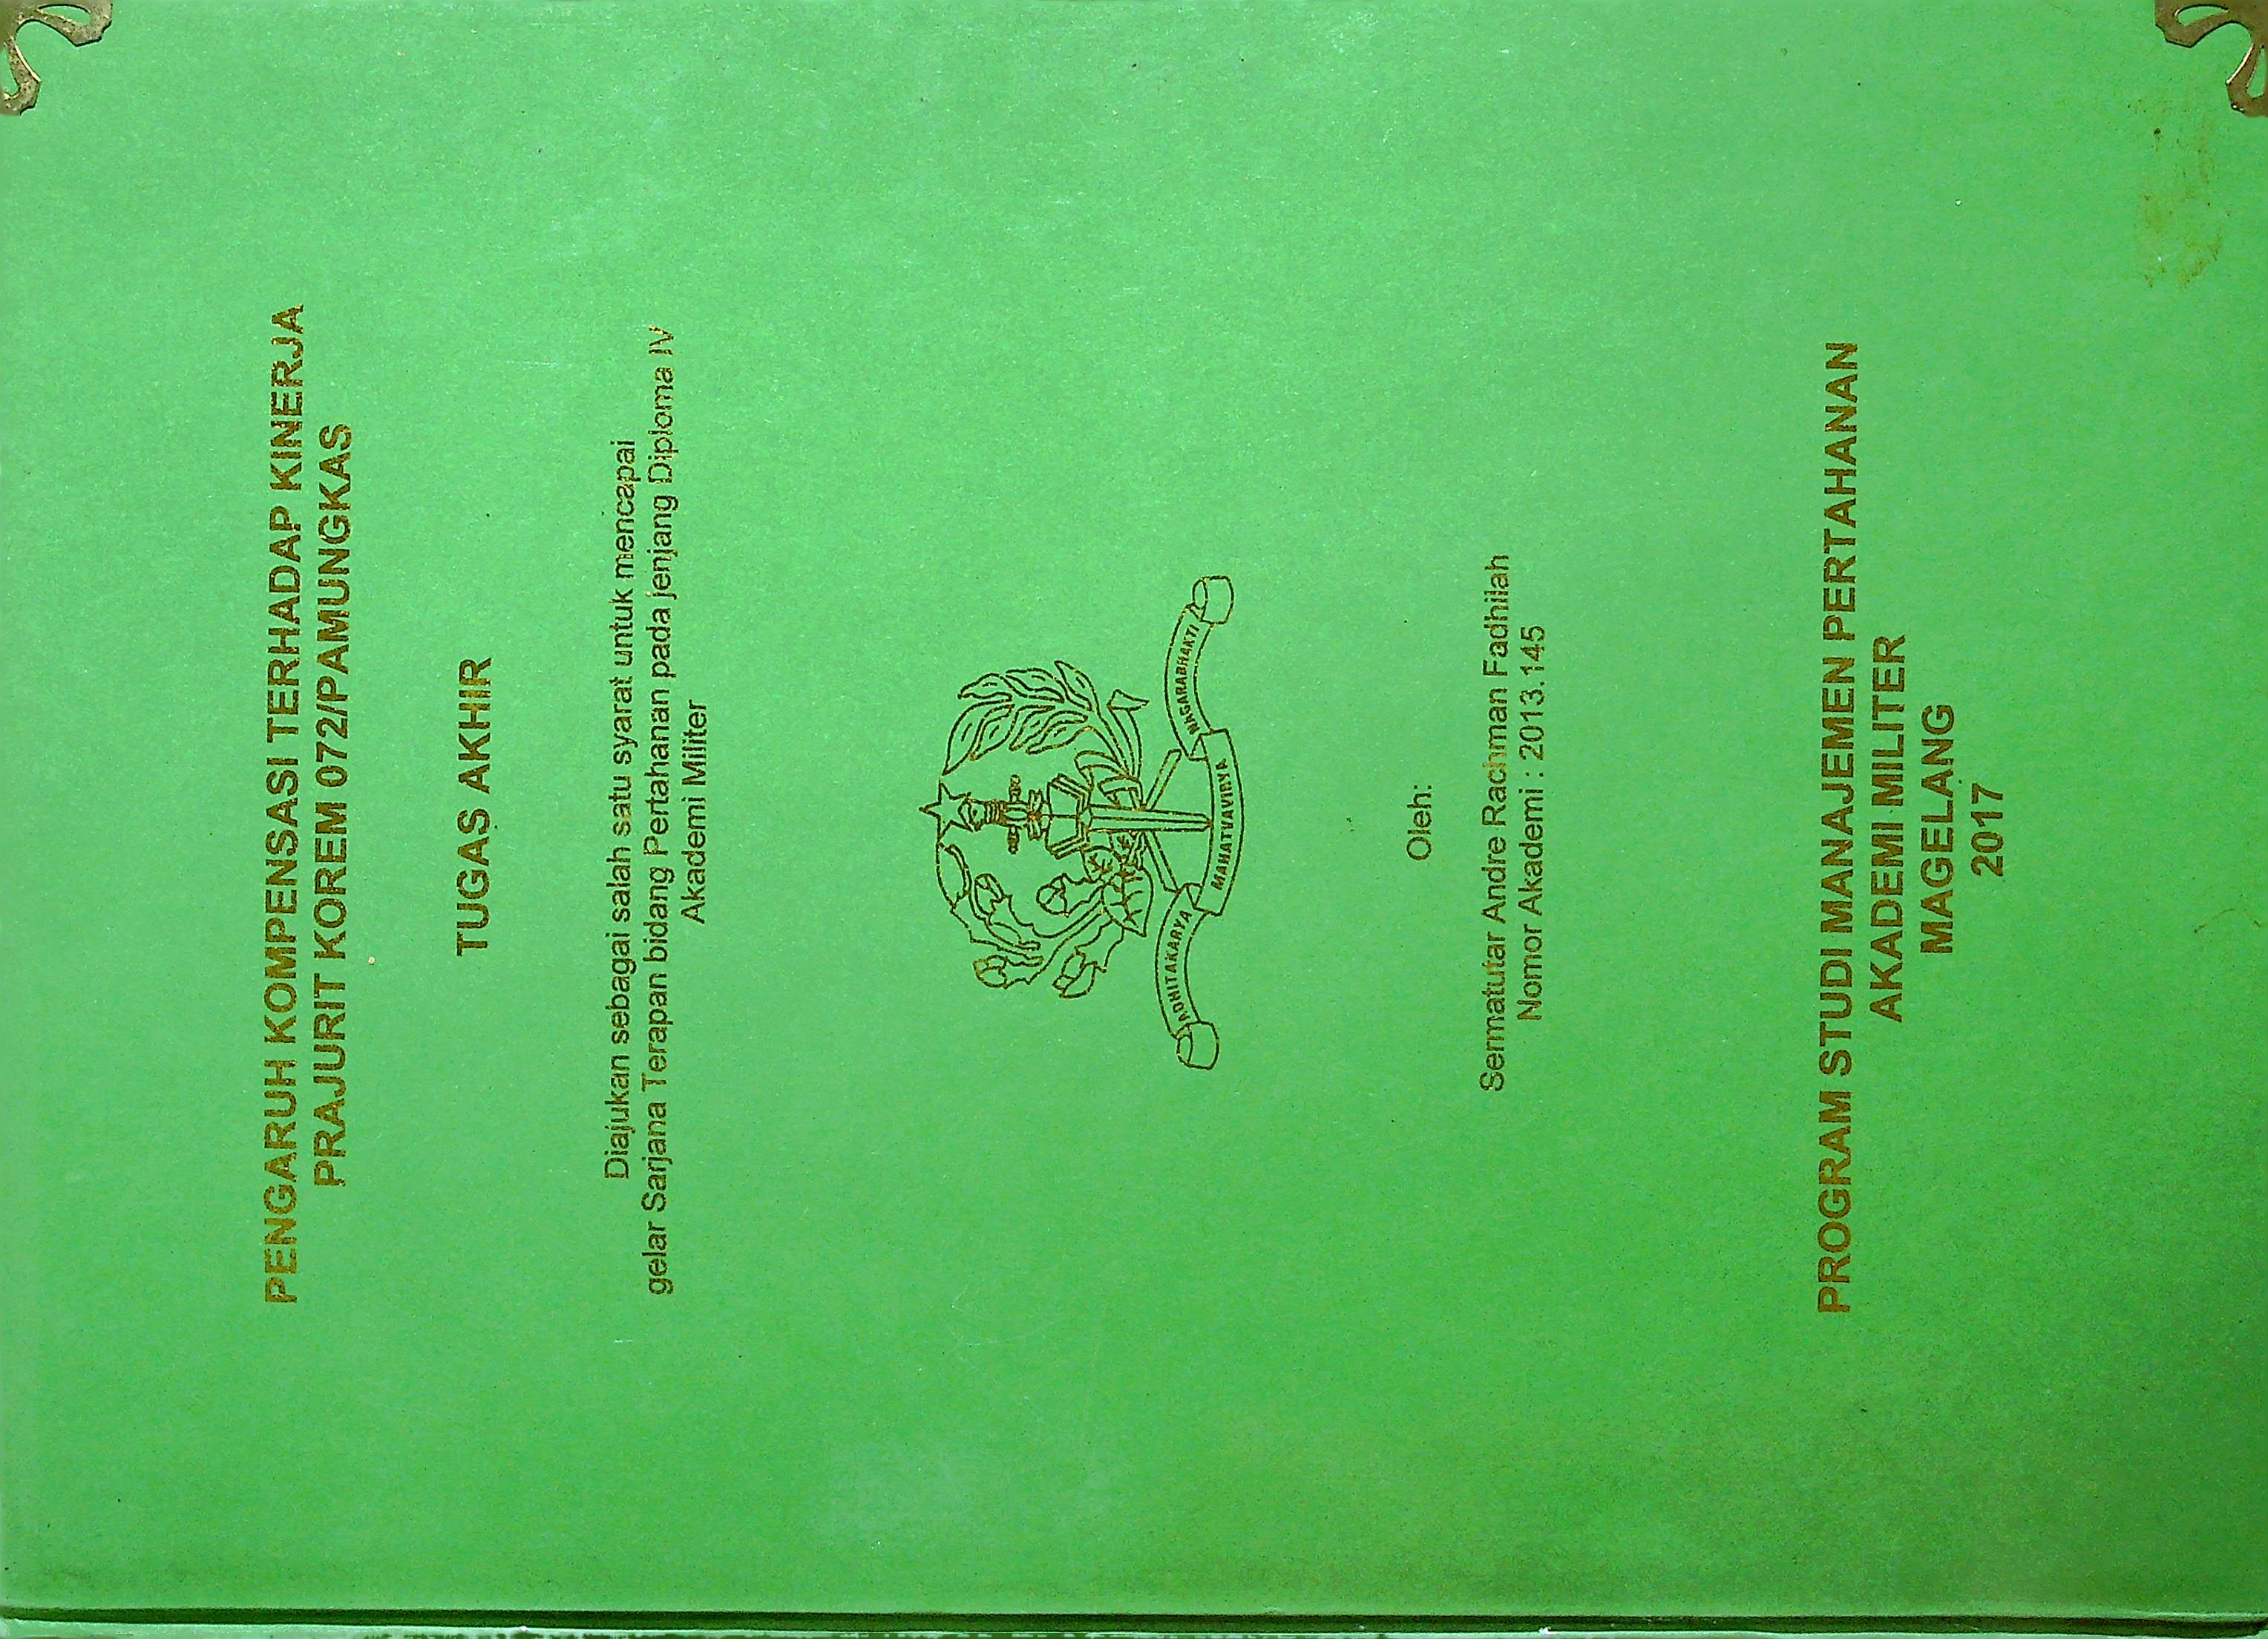 PENGARUH KOMPENSASI TERHADAP KINERJA
PRAJURIT KOREM 072/PAMUNGKAS
TUGAS AKHIR
Diajukan sebagai salah satu syarat untuk mencapai
gelar Sarjana Terapan bidang Pertahanan pada jenjang Diploma IV
Akademi Militer
ADHITAKARYA MAHATVAVIRYA NAGARABHAKTI
Oleh:
Sermatutar Andre Rachman Fadhilah
Nomor Akademi : 2013.145
PROGRAM STUDI MANAJEMEN PERTAHANAN
AKADEMI MILITER
MAGELANG
2017